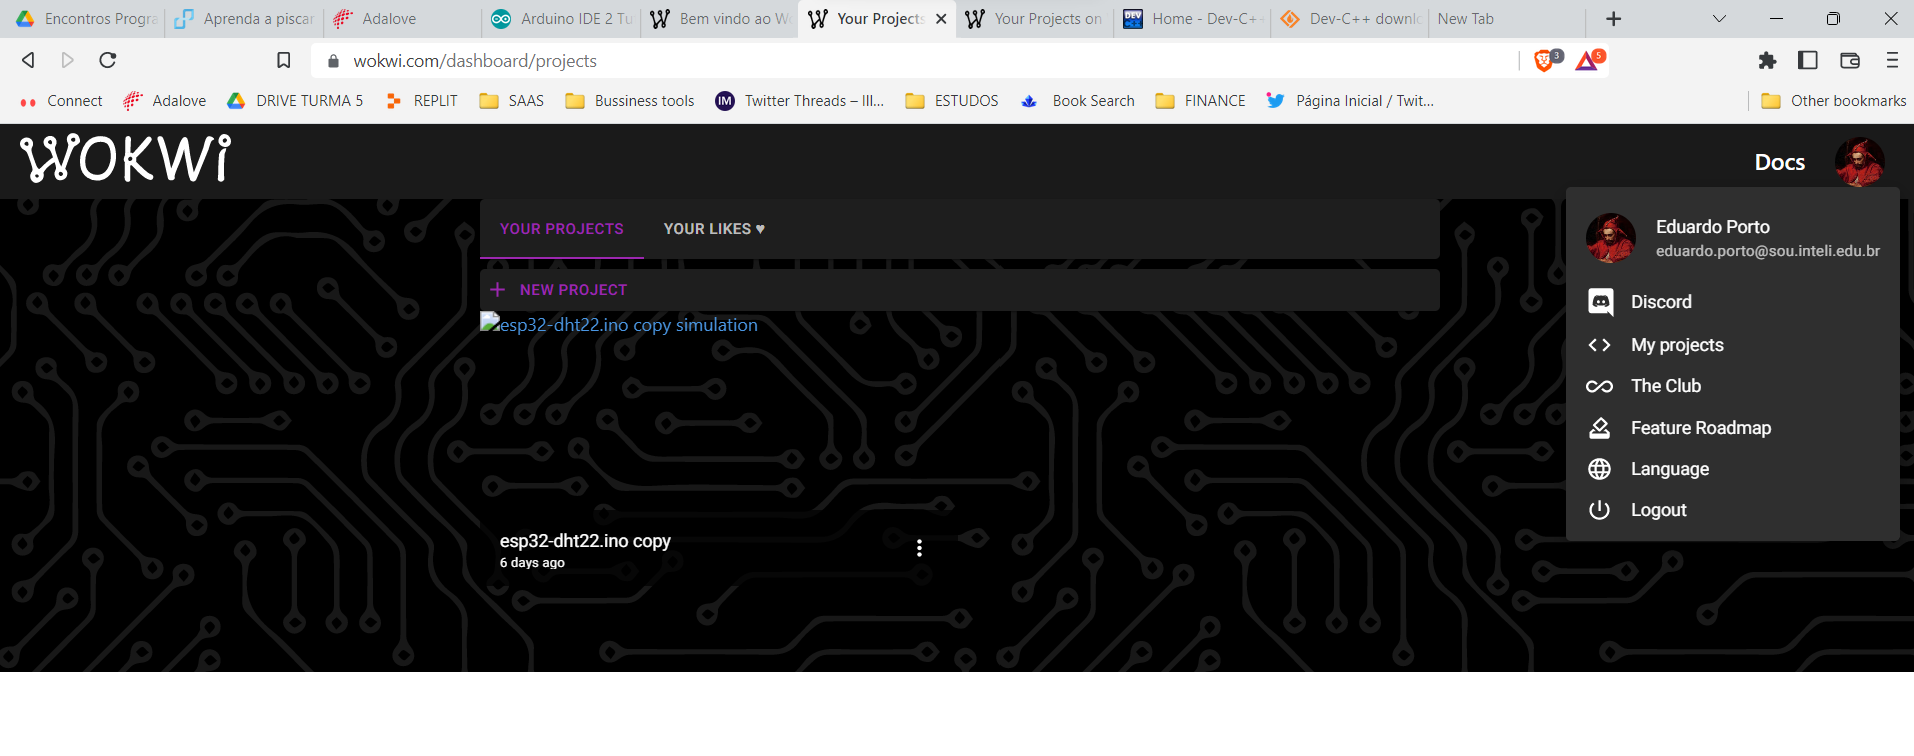 Encontros Progra
Aprenda a piscar
Adalove
Arduino IDE 2 Tu
Bem vindo ao Wo
Your Projects
Your Projects on
Home - Dev-C++
Dev-C++ downlo
New Tab
wokwi.com/dashboard/projects
3
5
Connect
Adalove
DRIVE TURMA 5
REPLIT
SAAS
Bussiness tools
IM
Twitter Threads – Ill...
ESTUDOS
Book Search
FINANCE
Página Inicial / Twit...
Other bookmarks
WOKWi
Docs
YOUR PROJECTS
YOUR LIKES ♥
+ NEW PROJECT
esp32-dht22.ino copy simulation
esp32-dht22.ino copy
6 days ago
Eduardo Porto
eduardo.porto@sou.inteli.edu.br
Discord
My projects
The Club
Feature Roadmap
Language
Logout